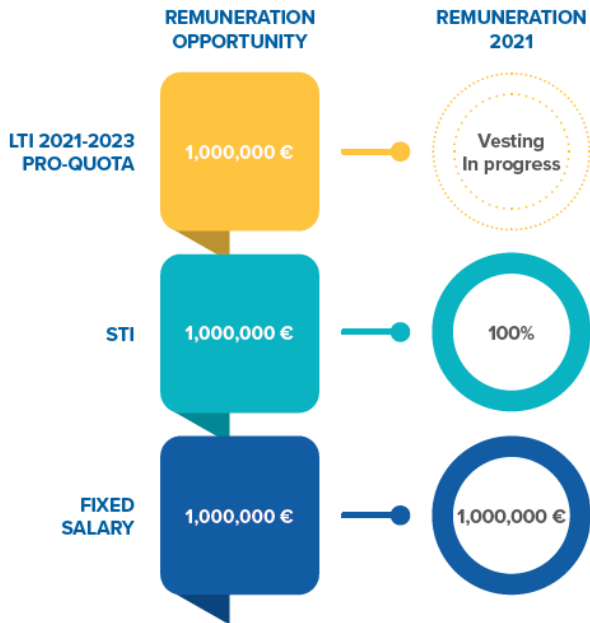 REMUNERATION
OPPORTUNITY
REMUNERATION
2021
LTI 2021-2023
PRO-QUOTA
1,000,000 €
Vesting
In progress
STI
1,000,000 €
100%
FIXED
SALARY
1,000,000 €
1,000,000 €